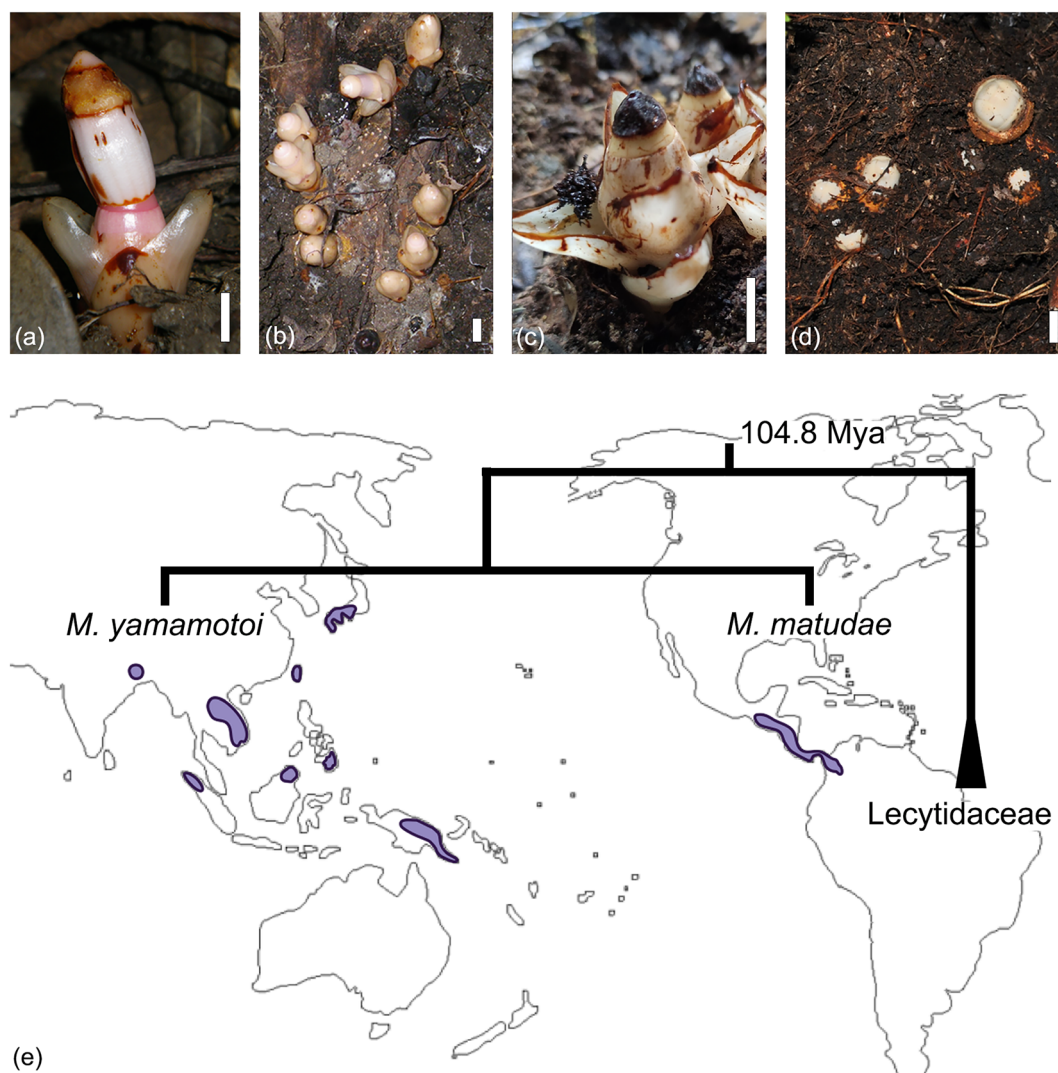 (a)
(b)
(c)
(d)
104.8 Mya
M. yamamotoi
M. matudae
Lecytidaceae
(e)